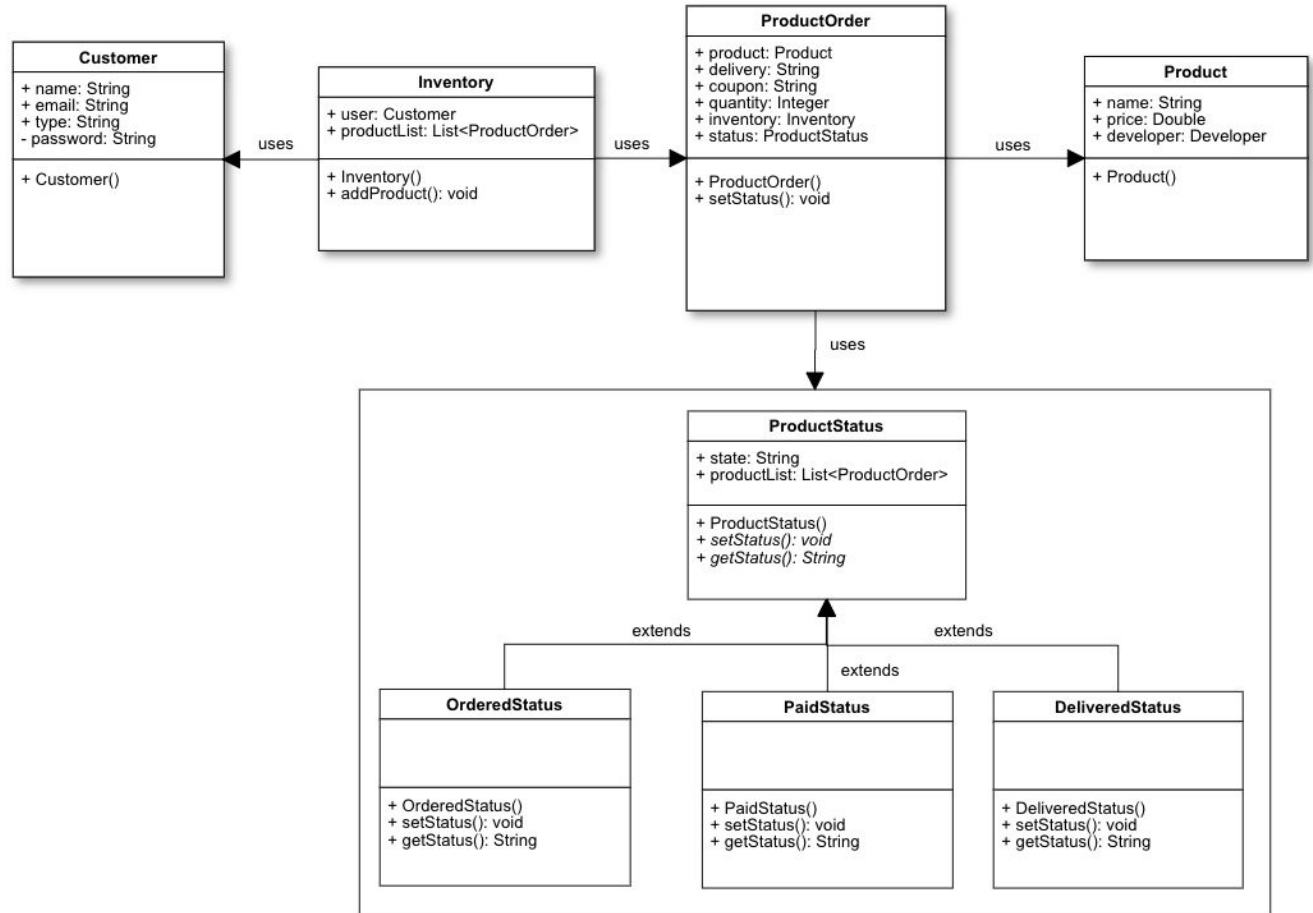 Customer
+ name: String
+ email: String
+ type: String
- password: String
+ Customer()
uses
Inventory
+ user: Customer
+ productList: List<ProductOrder>
+ Inventory()
+ addProduct(): void
uses
ProductOrder
+ product: Product
+ delivery: String
+ coupon: String
+ quantity: Integer
+ inventory: Inventory
+ status: ProductStatus
+ ProductOrder()
+ setStatus(): void
uses
Product
+ name: String
+ price: Double
+ developer: Developer
+ Product()
uses
ProductStatus
+ state: String
+ productList: List<ProductOrder>
+ ProductStatus()
+ setStatus(): void
+ getStatus(): String
extends
extends
extends
OrderedStatus
+ OrderedStatus()
+ setStatus(): void
+ getStatus(): String
PaidStatus
+ PaidStatus()
+ setStatus(): void
+ getStatus(): String
DeliveredStatus
+ DeliveredStatus()
+ setStatus(): void
+ getStatus(): String